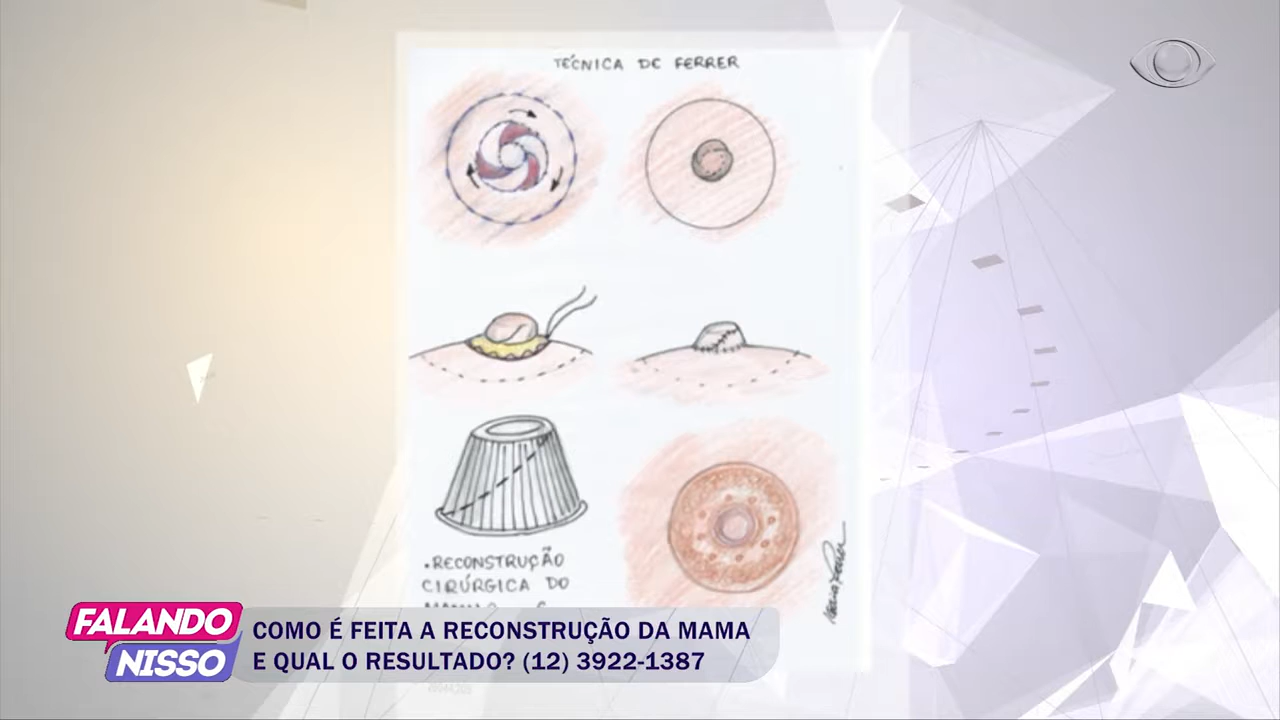 TÉCNICA DE FERRER
.RECONSTRUÇÃO
CIRÚRGICA DO
FALANDO
NISSO
COMO É FEITA A RECONSTRUÇÃO DA MAMA
E QUAL O RESULTADO? (12) 3922-1387